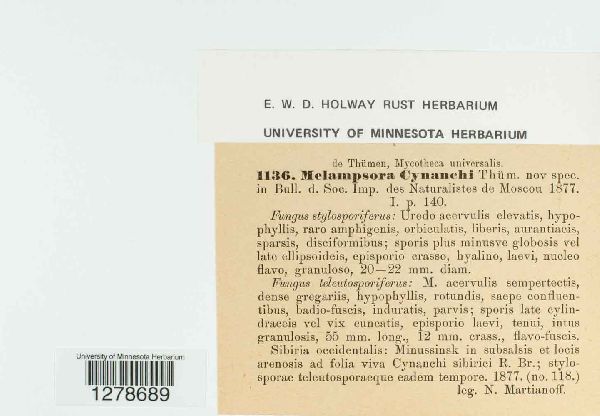 E. W. D. HOLWAY RUST HERBARIUM
UNIVERSITY OF MINNESOTA HERBARIUM
de Thümen, Mycotheca universalis.
1136. Melampsora Cynanchi Thüm. nov spec.
in Bull. d. Soc. Imp. des Naturalistes de Moscou 1877.
I. p. 140.
Fungus stylosporiferus: Uredo acervulis elevatis, hypo-
phyllis, raro amphigenis, orbiculatis, liberis, aurantiacis,
sparsis, disciformibus; sporis plus minusve globosis vel
late ellipsoideis, episporio crasso, hyalino, laevi, nucleo
flavo, granuloso, 20—22 mm. diam.
Fungus teleutosporiferus: M. acervulis sempertectis,
dense gregariis, hypophyllis, rotundis, saepe confluen-
tibus, badio-fuscis, induratis, parvis; sporis late cylin-
draceis vel vix cuneatis, episporio laevi, tenui, intus
granulosis, 55 mm. long., 12 mm. crass., flavo-fuscis.
Sibiria occidentalis: Minussinsk in subsalsis et locis
arenosis ad folia viva Cynanchi sibirici R. Br.; stylo-
sporae teleutosporaeque eadem tempore. 1877. (no. 118.)
leg. N. Martianoff.
University of Minnesota Herbarium
1278689